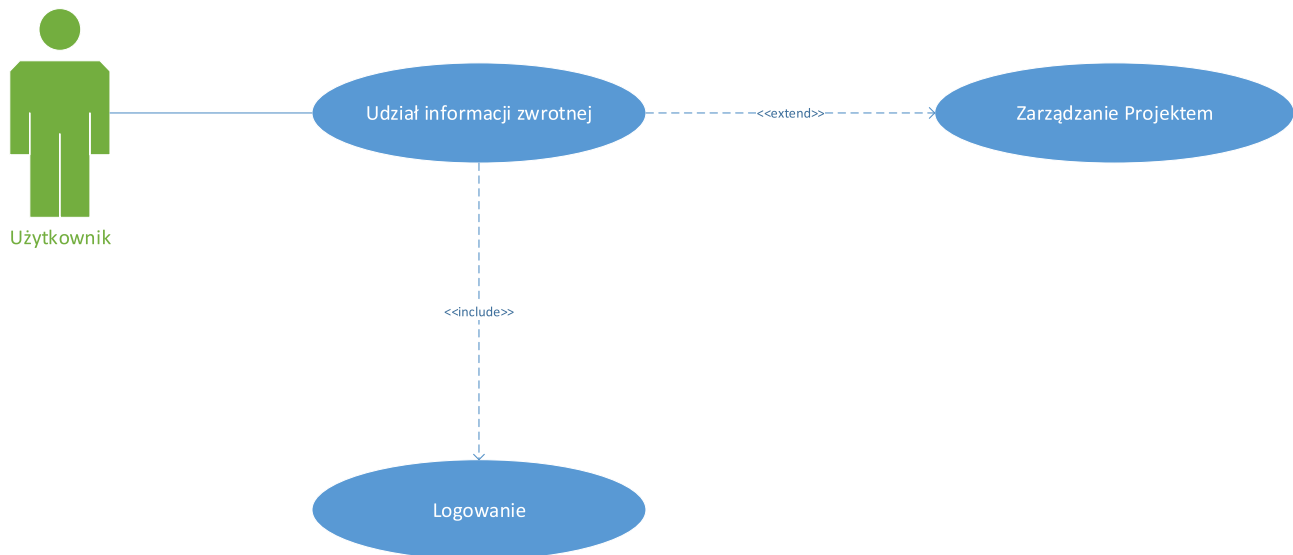 Udział informacji zwrotnej
<<extend>>
Zarządzanie Projektem
Użytkownik
<<include>>
Logowanie